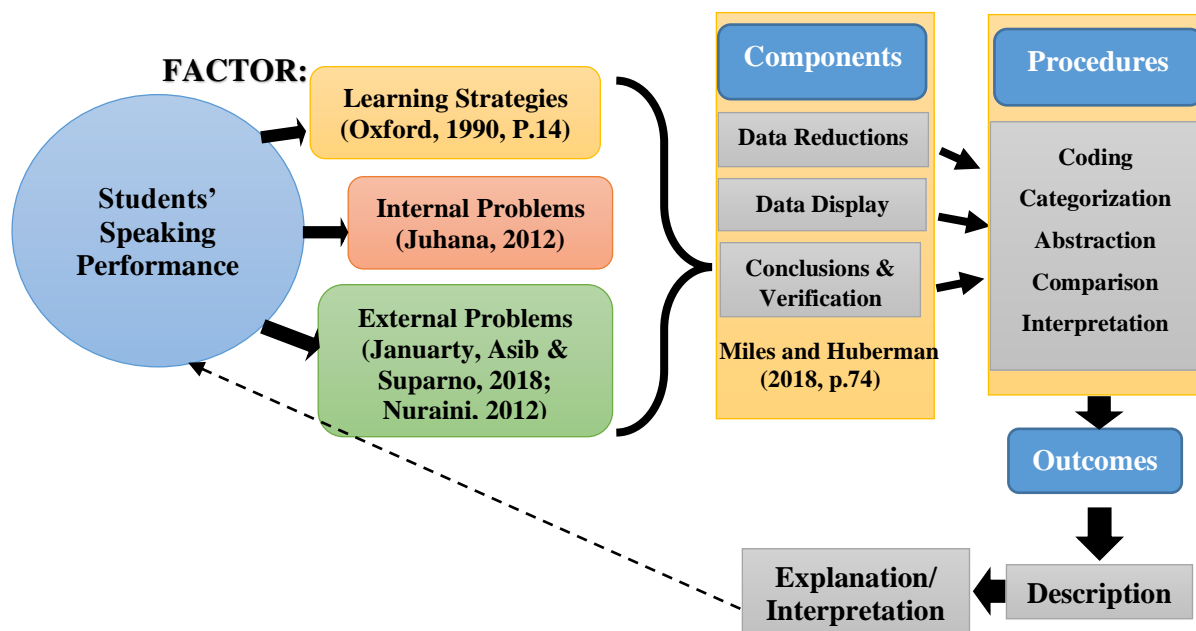 FACTOR:
Students’
Speaking
Performance
Learning Strategies
(Oxford, 1990, P.14)
Internal Problems
(Juhana, 2012)
External Problems
(Januarty, Asib &
Suparno, 2018;
Nuraini, 2012)
Components
Data Reductions
Data Display
Conclusions &
Verification
Miles and Huberman
(2018, p.74)
Procedures
Coding
Categorization
Abstraction
Comparison
Interpretation
Outcomes
Description
Explanation/
Interpretation